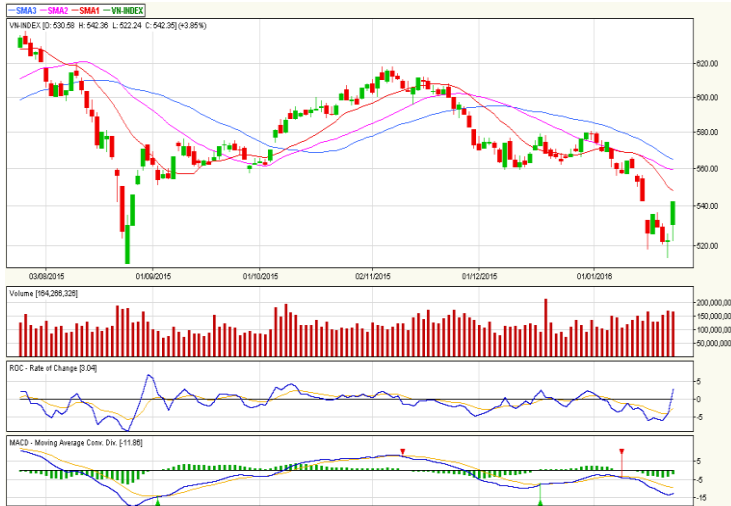 SMA3 SMA2 SMA1 VN-INDEX
VN-INDEX [O: 530.58 H: 542.36 L: 522.24 C: 542.35] (+3.85%)
620.00
600.00
580.00
560.00
540.00
520.00
03/08/2015 01/09/2015 01/10/2015 02/11/2015 01/12/2015 01/01/2016
Volume [164,266,326]
200,000,00
150,000,00
100,000,00
50,000,00
ROC - Rate of Change [3.04]
5
0
-5
MACD - Moving Average Conv. Div. [-11.86]
5
-5
-15